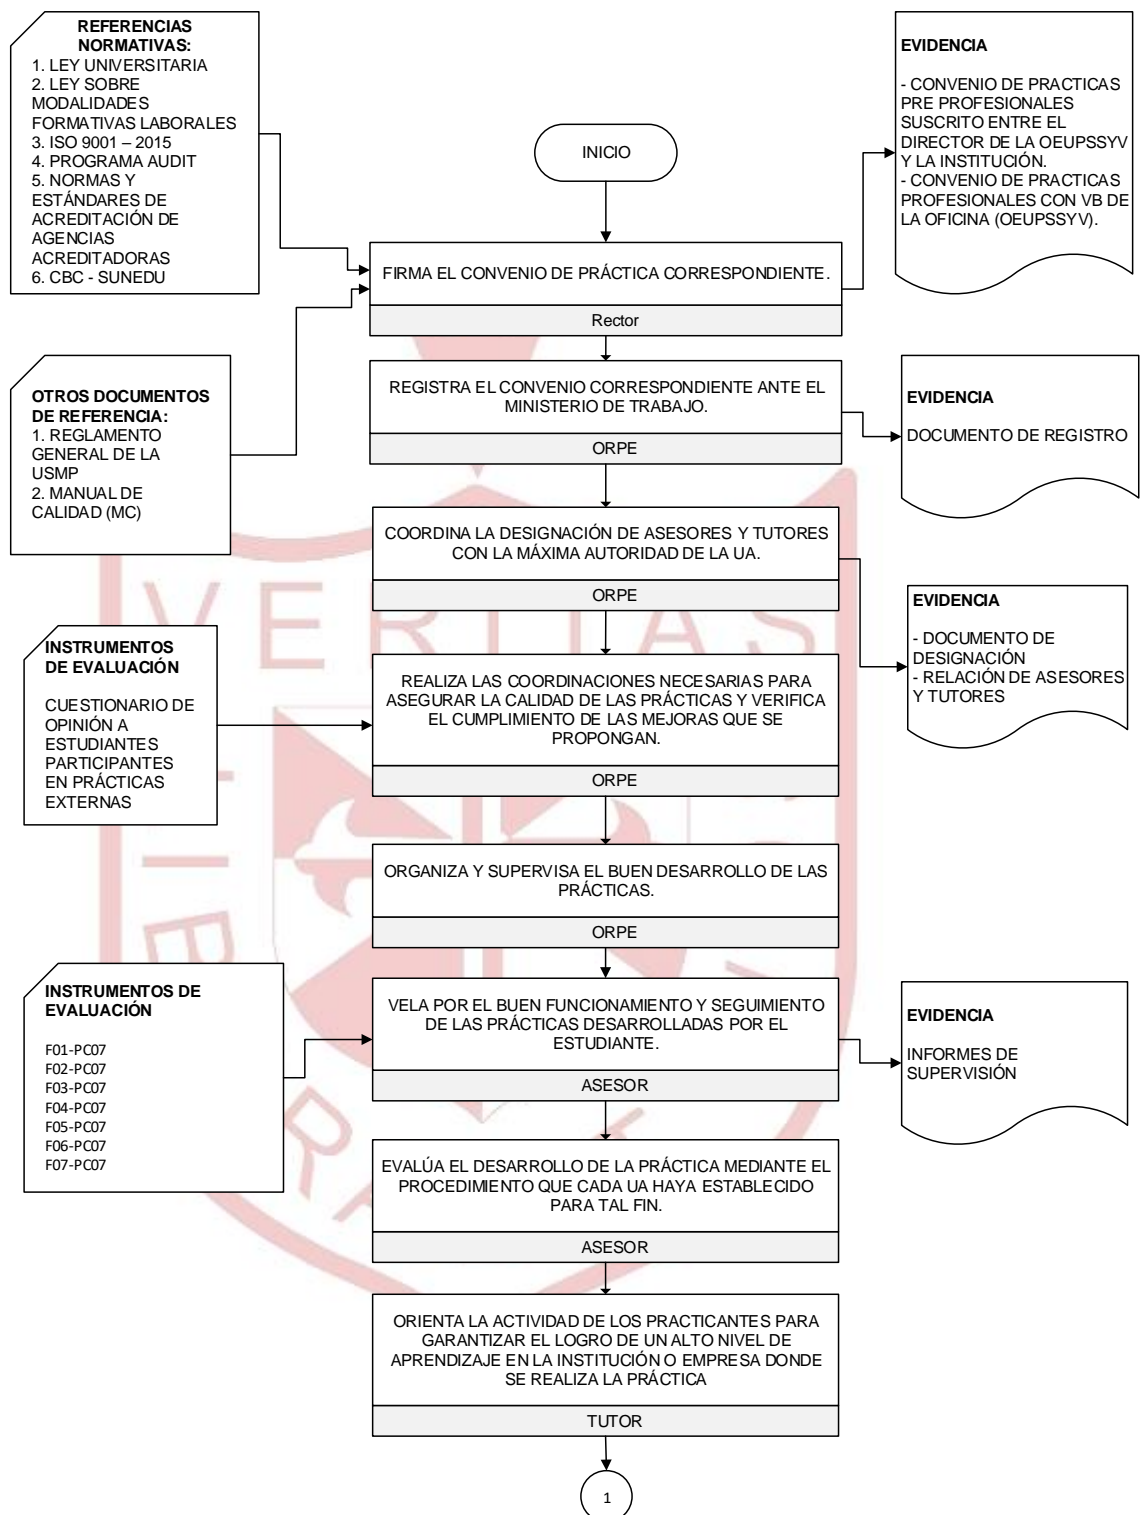 REFERENCIAS
NORMATIVAS:
1. LEY UNIVERSITARIA
2. LEY SOBRE
MODALIDADES
FORMATIVAS LABORALES
3. ISO 9001 – 2015
4. PROGRAMA AUDIT
5. NORMAS Y
ESTÁNDARES DE
ACREDITACIÓN DE
AGENCIAS
ACREDITADORAS
6. CBC - SUNEDU
INICIO
EVIDENCIA
- CONVENIO DE PRACTICAS
PRE PROFESIONALES
SUSCRITO ENTRE EL
DIRECTOR DE LA OEUPSSYV
Y LA INSTITUCIÓN.
- CONVENIO DE PRACTICAS
PROFESIONALES CON VB DE
LA OFICINA (OEUPSSYV).
FIRMA EL CONVENIO DE PRÁCTICA CORRESPONDIENTE.
Rector
OTROS DOCUMENTOS
DE REFERENCIA:
1. REGLAMENTO
GENERAL DE LA
USMP
2. MANUAL DE
CALIDAD (MC)
REGISTRA EL CONVENIO CORRESPONDIENTE ANTE EL
MINISTERIO DE TRABAJO.
ORPE
EVIDENCIA
DOCUMENTO DE REGISTRO
COORDINA LA DESIGNACIÓN DE ASESORES Y TUTORES
CON LA MÁXIMA AUTORIDAD DE LA UA.
ORPE
EVIDENCIA
- DOCUMENTO DE
DESIGNACIÓN
- RELACIÓN DE ASESORES
Y TUTORES
INSTRUMENTOS
DE EVALUACIÓN
CUESTIONARIO DE
OPINIÓN A
ESTUDIANTES
PARTICIPANTES
EN PRÁCTICAS
EXTERNAS
REALIZA LAS COORDINACIONES NECESARIAS PARA
ASEGURAR LA CALIDAD DE LAS PRÁCTICAS Y VERIFICA
EL CUMPLIMIENTO DE LAS MEJORAS QUE SE
PROPONGAN.
ORPE
ORGANIZA Y SUPERVISA EL BUEN DESARROLLO DE LAS
PRÁCTICAS.
ORPE
INSTRUMENTOS DE
EVALUACIÓN
F01-PC07
F02-PC07
F03-PC07
F04-PC07
F05-PC07
F06-PC07
F07-PC07
VELA POR EL BUEN FUNCIONAMIENTO Y SEGUIMIENTO
DE LAS PRÁCTICAS DESARROLLADAS POR EL
ESTUDIANTE.
ASESOR
EVIDENCIA
INFORMES DE
SUPERVISIÓN
EVALÚA EL DESARROLLO DE LA PRÁCTICA MEDIANTE EL
PROCEDIMIENTO QUE CADA UA HAYA ESTABLECIDO
PARA TAL FIN.
ASESOR
ORIENTA LA ACTIVIDAD DE LOS PRACTICANTES PARA
GARANTIZAR EL LOGRO DE UN ALTO NIVEL DE
APRENDIZAJE EN LA INSTITUCIÓN O EMPRESA DONDE
SE REALIZA LA PRÁCTICA
TUTOR
1
VERITAS